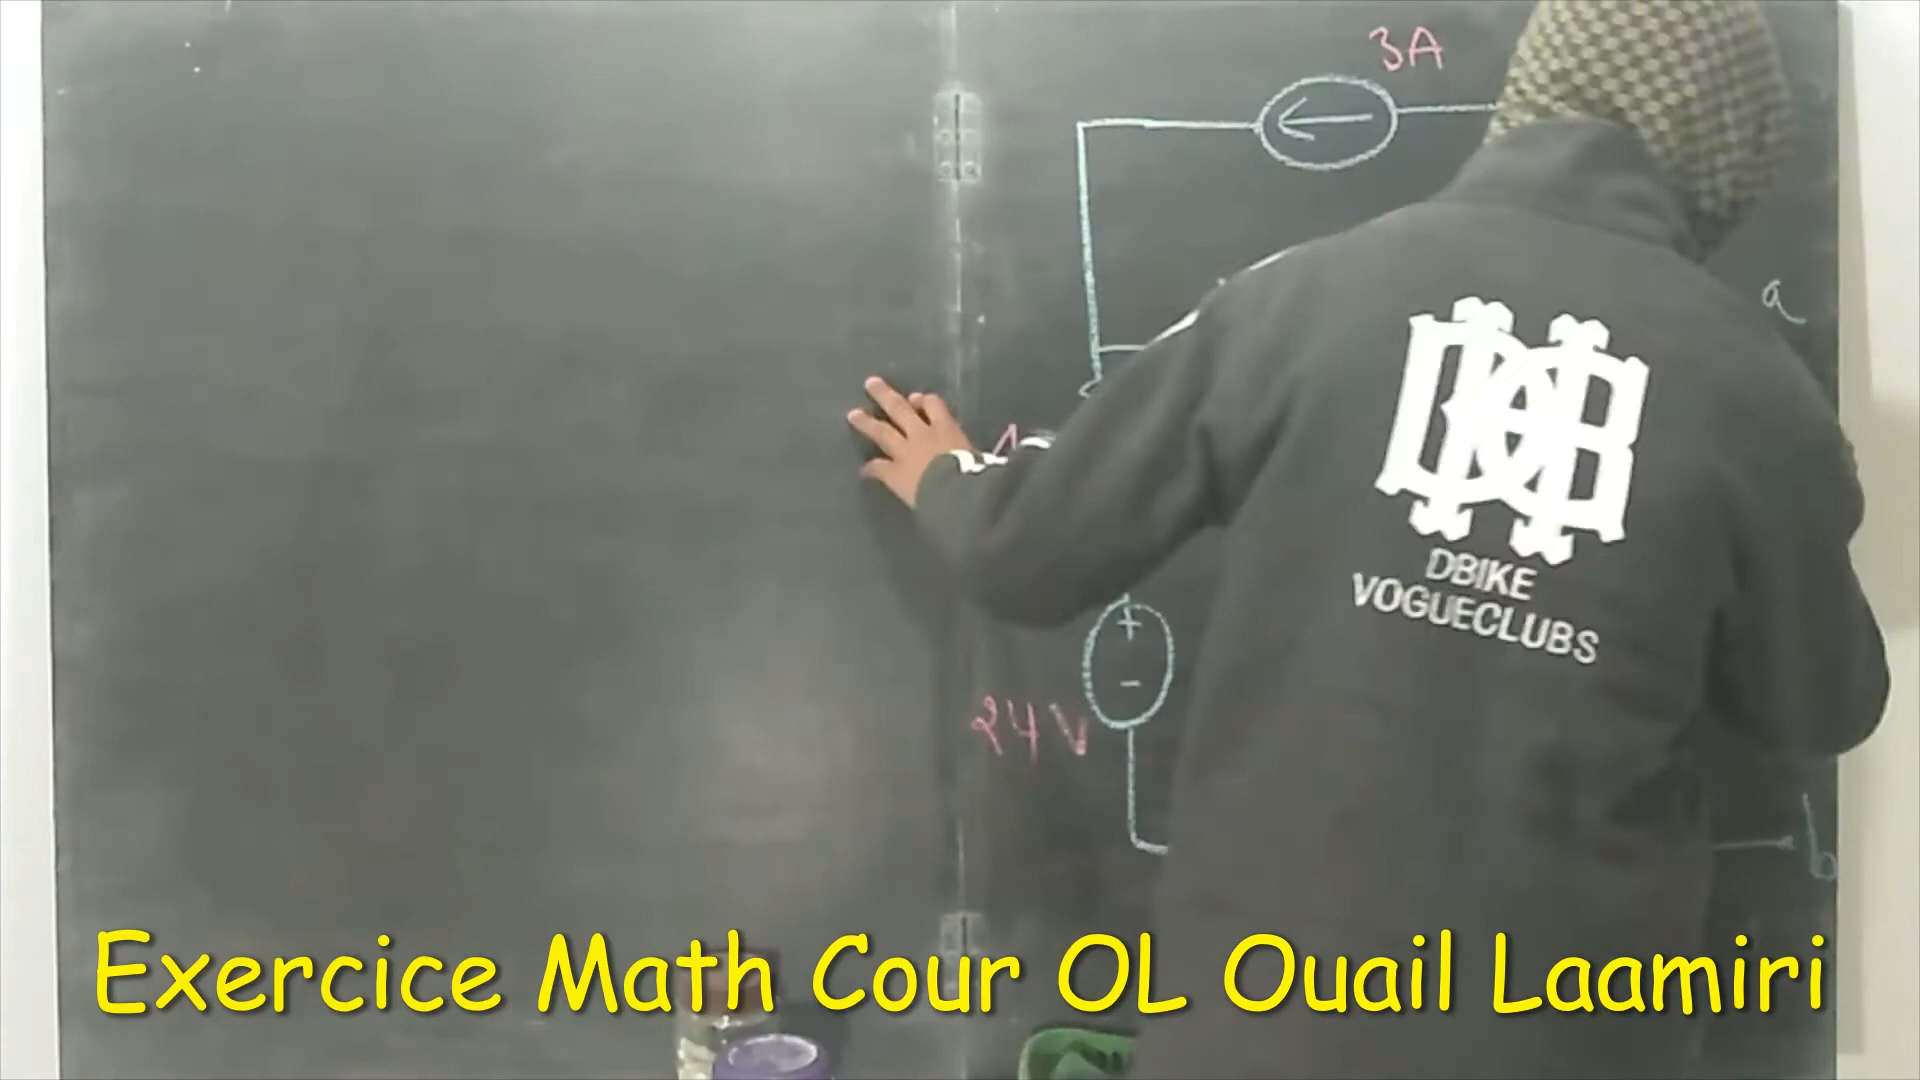 3A
a
24V
b
DBIKE
VOGUECLUBS
Exercice Math Cour OL Ouail Laamiri